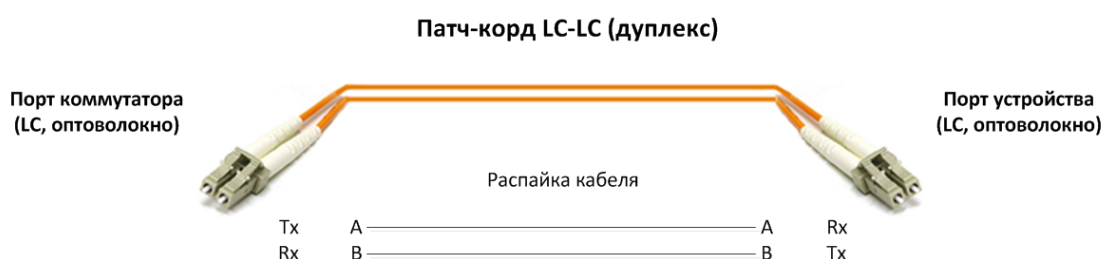 Патч-корд LC-LC (дуплекс)
Порт коммутатора
(LC, оптоволокно)
Порт устройства
(LC, оптоволокно)
Распайка кабеля
Tx A A Rx
Rx B B Tx